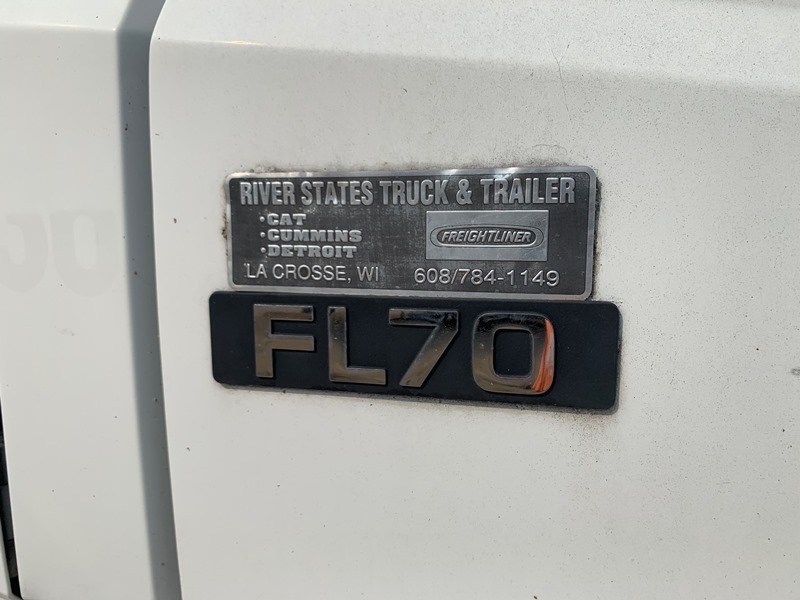 RIVER STATES TRUCK & TRAILER
·CAT
·CUMMINS
·DETROIT
FREIGHTLINER
LA CROSSE, WI 608/784-1149
FL70